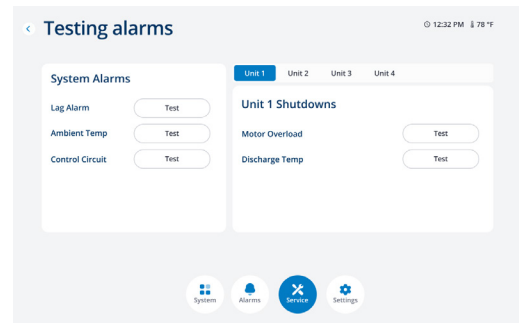 Testing alarms
12:32 PM 78 °F
System Alarms
Lag Alarm Test
Ambient Temp Test
Control Circuit Test
Unit 1 Unit 2 Unit 3 Unit 4
Unit 1 Shutdowns
Motor Overload Test
Discharge Temp Test
System Alarms Service Settings